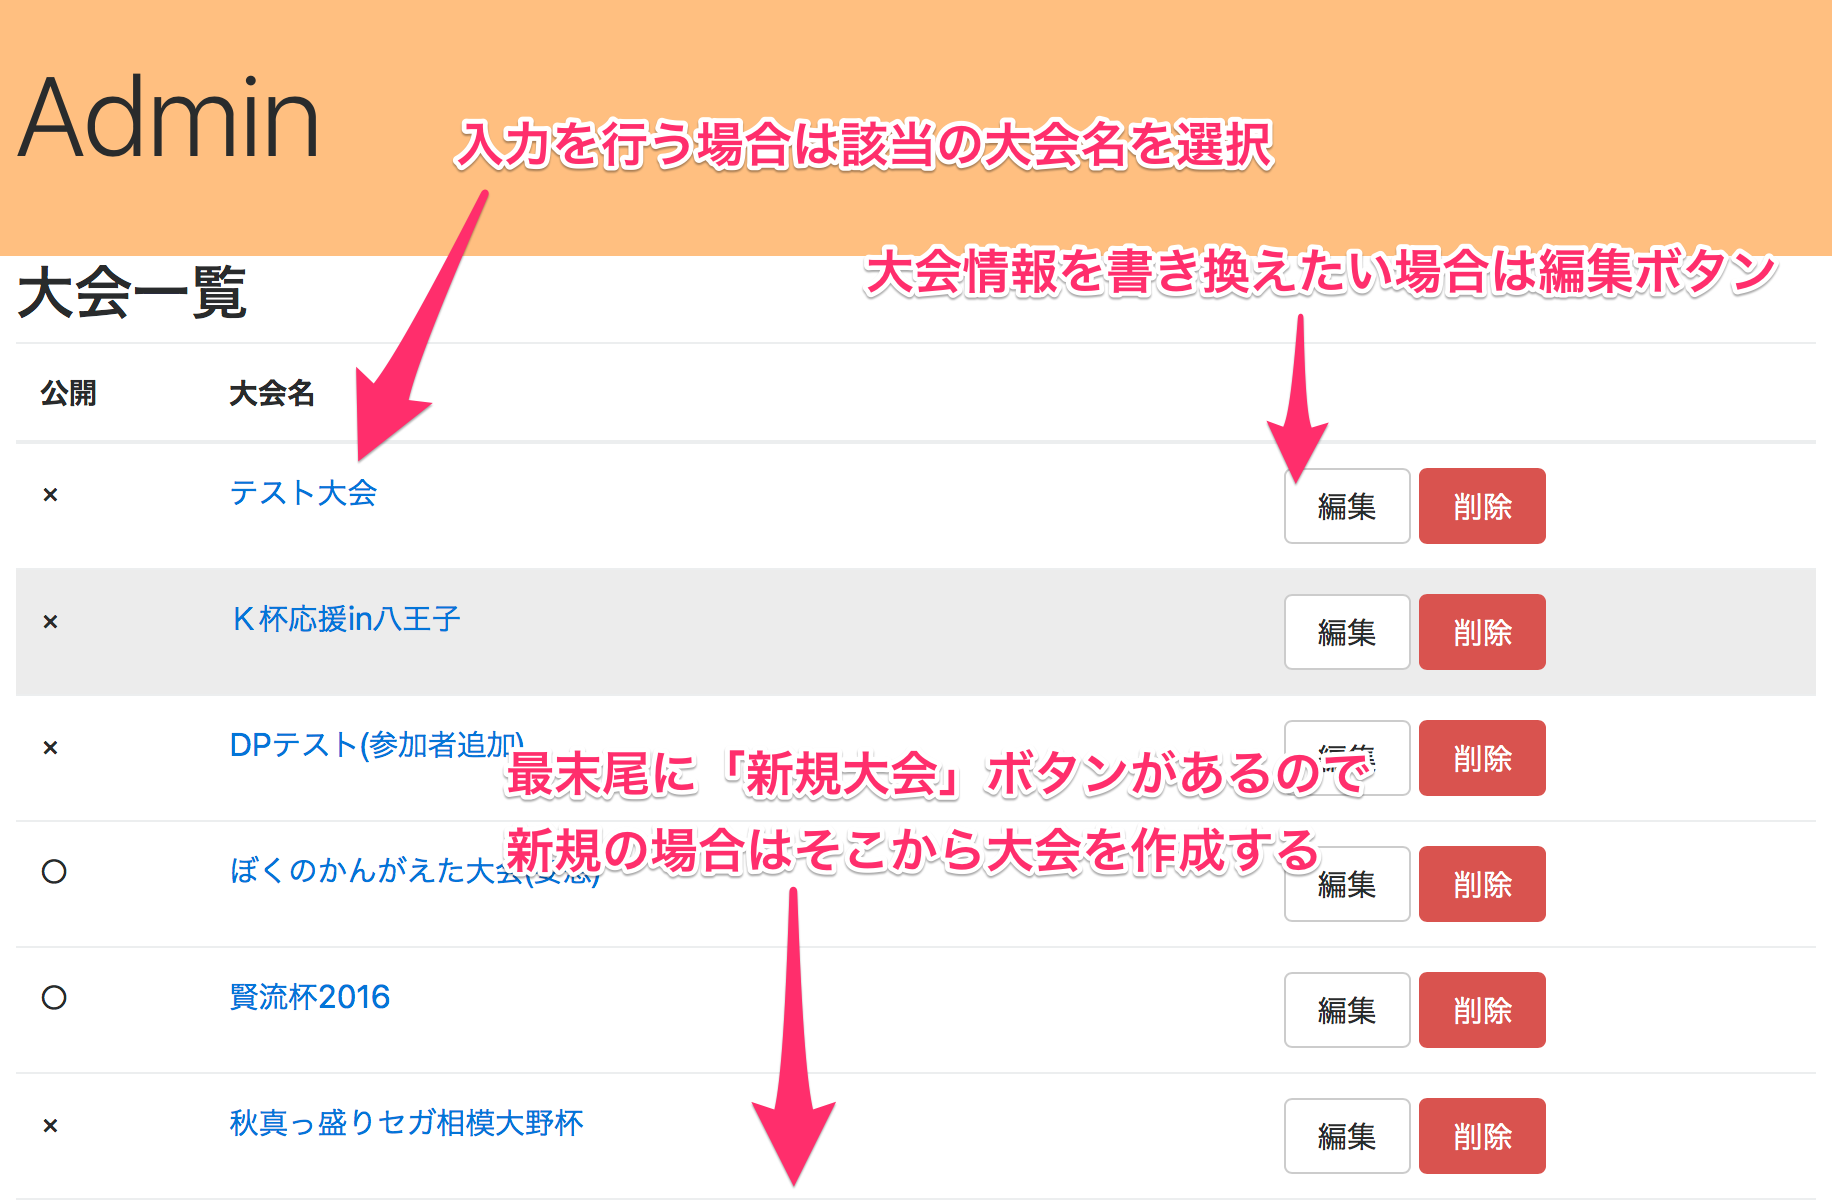 Admin
入力を行う場合は該当の大会名を選択
大会情報を書き換えたい場合は編集ボタン
大会一覧
公開 大会名
× テスト大会 編集 削除
× K杯応援in八王子 編集 削除
× DPテスト(参加者追加) 編集 削除
最末尾に「新規大会」ボタンがあるので
新規の場合はそこから大会を作成する
○ ぼくのかんがえた大会 編集 削除
○ 賢流杯2016 編集 削除
× 秋真っ盛りセガ相模大野杯 編集 削除